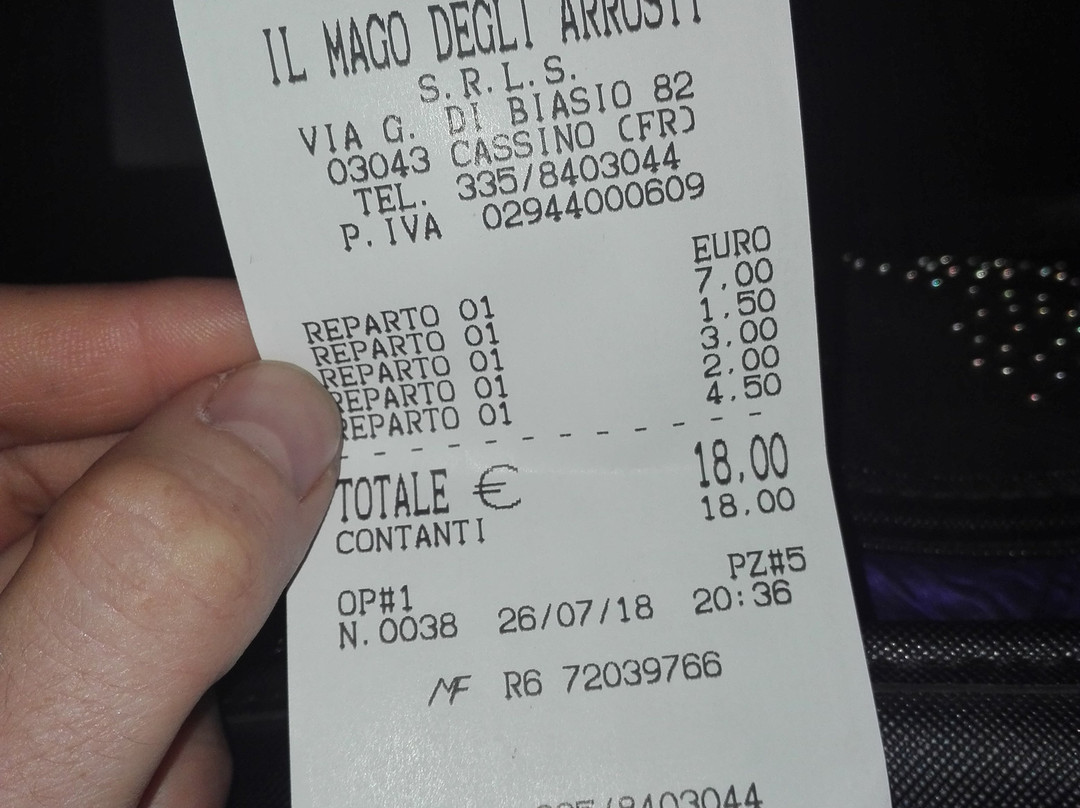 IL MAGO DEGLI ARROSTI
S.R.L.S.
VIA G. DI BIASIO 82
03043 CASSINO (FR)
TEL. 335/8403044
P.IVA 02944000609
EURO
REPARTO 01 7,00
REPARTO 01 1,50
REPARTO 01 3,00
REPARTO 01 2,00
REPARTO 01 4,50
- - - - - - - - - - - -
TOTALE € 18,00
CONTANTI 18,00
OP#1 PZ#5
N.0038 26/07/18 20:36
MF R6 72039766
335/8403044